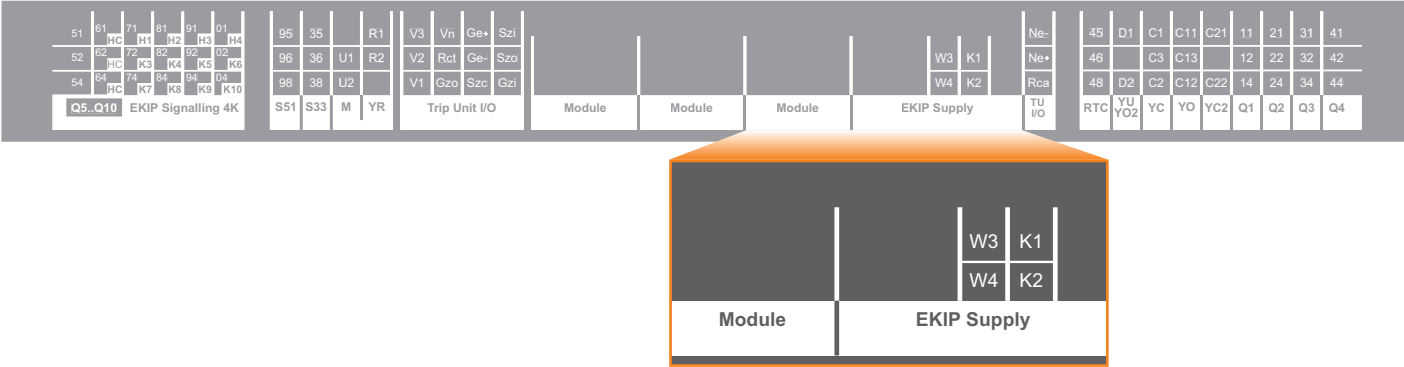 51 61 HC 71 H1 81 H2 91 H3 01 H4 95 35 R1 V3 Vn Ge+ Szi Ne- 45 D1 C1 C11 C21 11 21 31 41
52 62 HC 72 K3 82 K4 92 K5 02 K6 96 36 U1 R2 V2 Rct Ge- Szo W3 K1 Ne+ 46 C3 C13 12 22 32 42
54 64 HC 74 K7 84 K8 94 K9 04 K10 98 38 U2 V1 Gzo Szc Gzi W4 K2 Rca 48 D2 C2 C12 C22 14 24 34 44
Q5..Q10 EKIP Signalling 4K S51 S33 M YR Trip Unit I/O Module Module Module EKIP Supply TU I/O RTC YU YO2 YC YO YC2 Q1 Q2 Q3 Q4
W3 K1
W4 K2
Module EKIP Supply